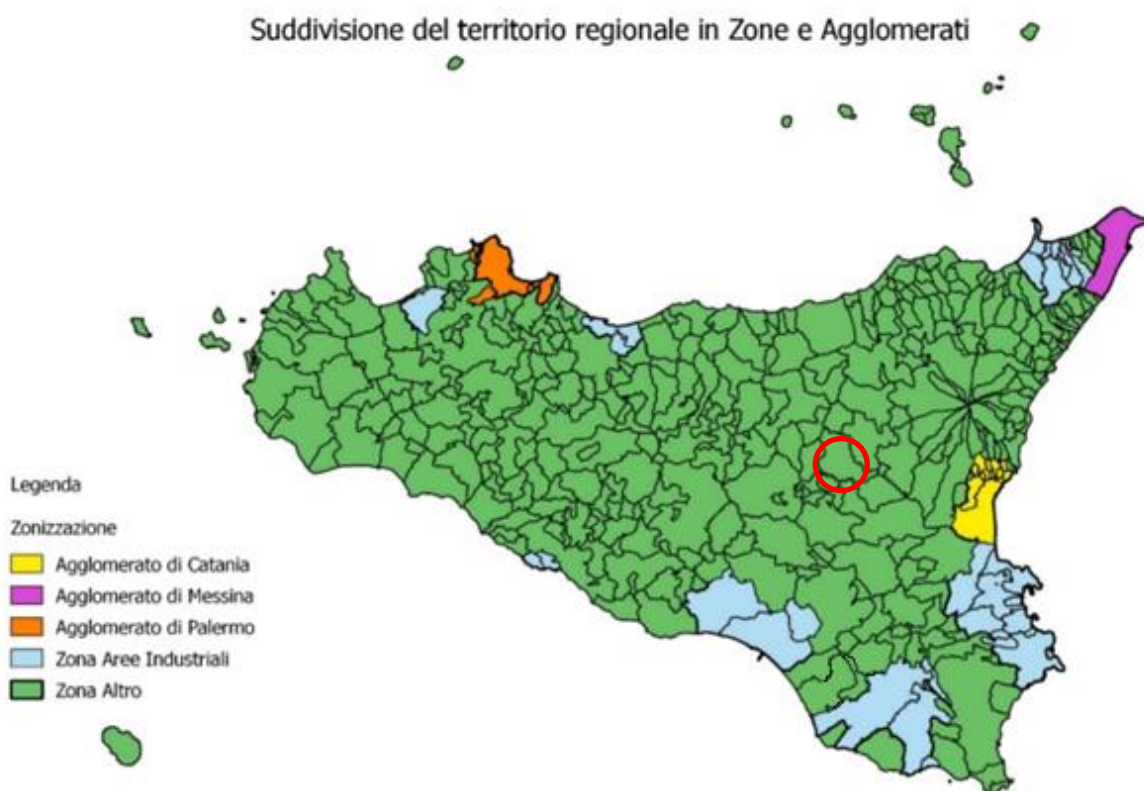 Suddivisione del territorio regionale in Zone e Agglomerati
Legenda
Zonizzazione
Agglomerato di Catania
Agglomerato di Messina
Agglomerato di Palermo
Zona Aree Industriali
Zona Altro